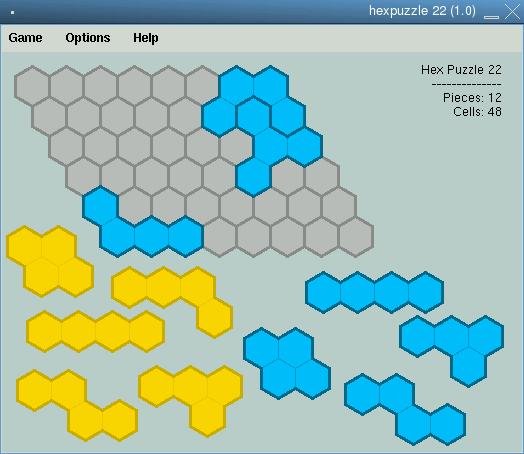 hexpuzzle 22 (1.0)
Game Options Help
Hex Puzzle 22
--------------
Pieces: 12
Cells: 48